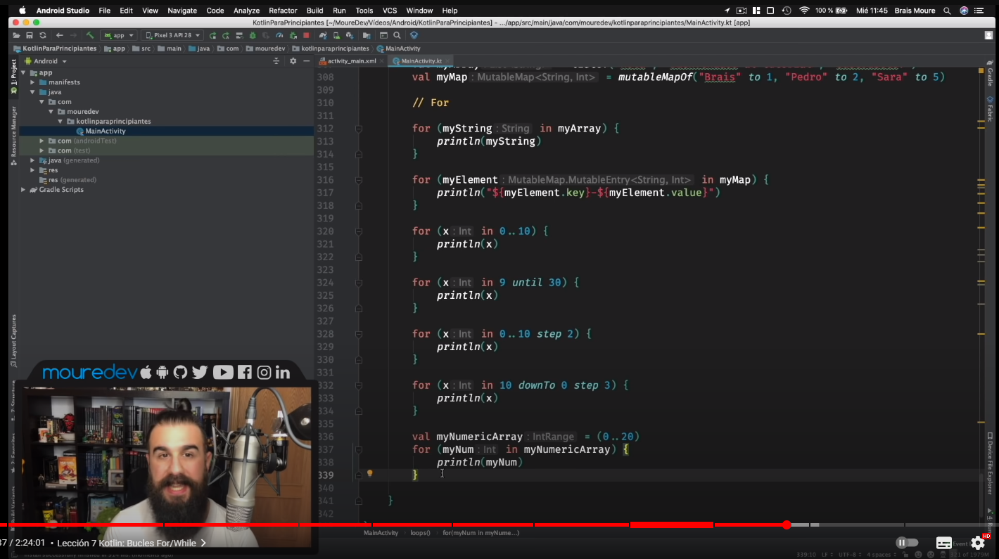 Android Studio File Edit View Navigate Code Analyze Refactor Build Run Tools VCS Window Help 100 % Mié 11:45 Brais Moure
KotlinParaPrincipiantes [~/MoureDev/Vídeos/Android/KotlinParaPrincipiantes] - .../app/src/main/java/com/mouredev/kotlinparaprincipiantes/MainActivity.kt [app]
app Pixel 3 API 28
KotlinParaPrincipiantes app src main java com mouredev kotlinparaprincipiantes MainActivity
Android
activity_main.xml MainActivity.kt
1: Project
Resource Manager
Layout Captures
app
manifests
java
com
mouredev
kotlinparaprincipiantes
MainActivity
com (androidTest)
com (test)
java (generated)
res
res (generated)
Gradle Scripts
308 val myMap : MutableMap<String, Int> = mutableMapOf("Brais" to 1, "Pedro" to 2, "Sara" to 5)
309
310 // For
311
312 for (myString : String in myArray) {
313 println(myString)
314 }
315
316 for (myElement : MutableMap.MutableEntry<String, Int> in myMap) {
317 println("${myElement.key}-${myElement.value}")
318 }
319
320 for (x : Int in 0..10) {
321 println(x)
322 }
323
324 for (x : Int in 9 until 30) {
325 println(x)
326 }
327
328 for (x : Int in 0..10 step 2) {
329 println(x)
330 }
331
332 for (x : Int in 10 downTo 0 step 3) {
333 println(x)
334 }
335
336 val myNumericArray : IntRange = (0..20)
337 for (myNum : Int in myNumericArray) {
338 println(myNum)
339 }
340
341 }
342
Gradle
Fabric
Device File Explorer
mouredev
MainActivity loops() for(myNum in myNume...)
37 / 2:24:01 • Lección 7 Kotlin: Bucles For/While
HD
Event
339:10 LF UTF-8 4 spaces 321 of 1979M